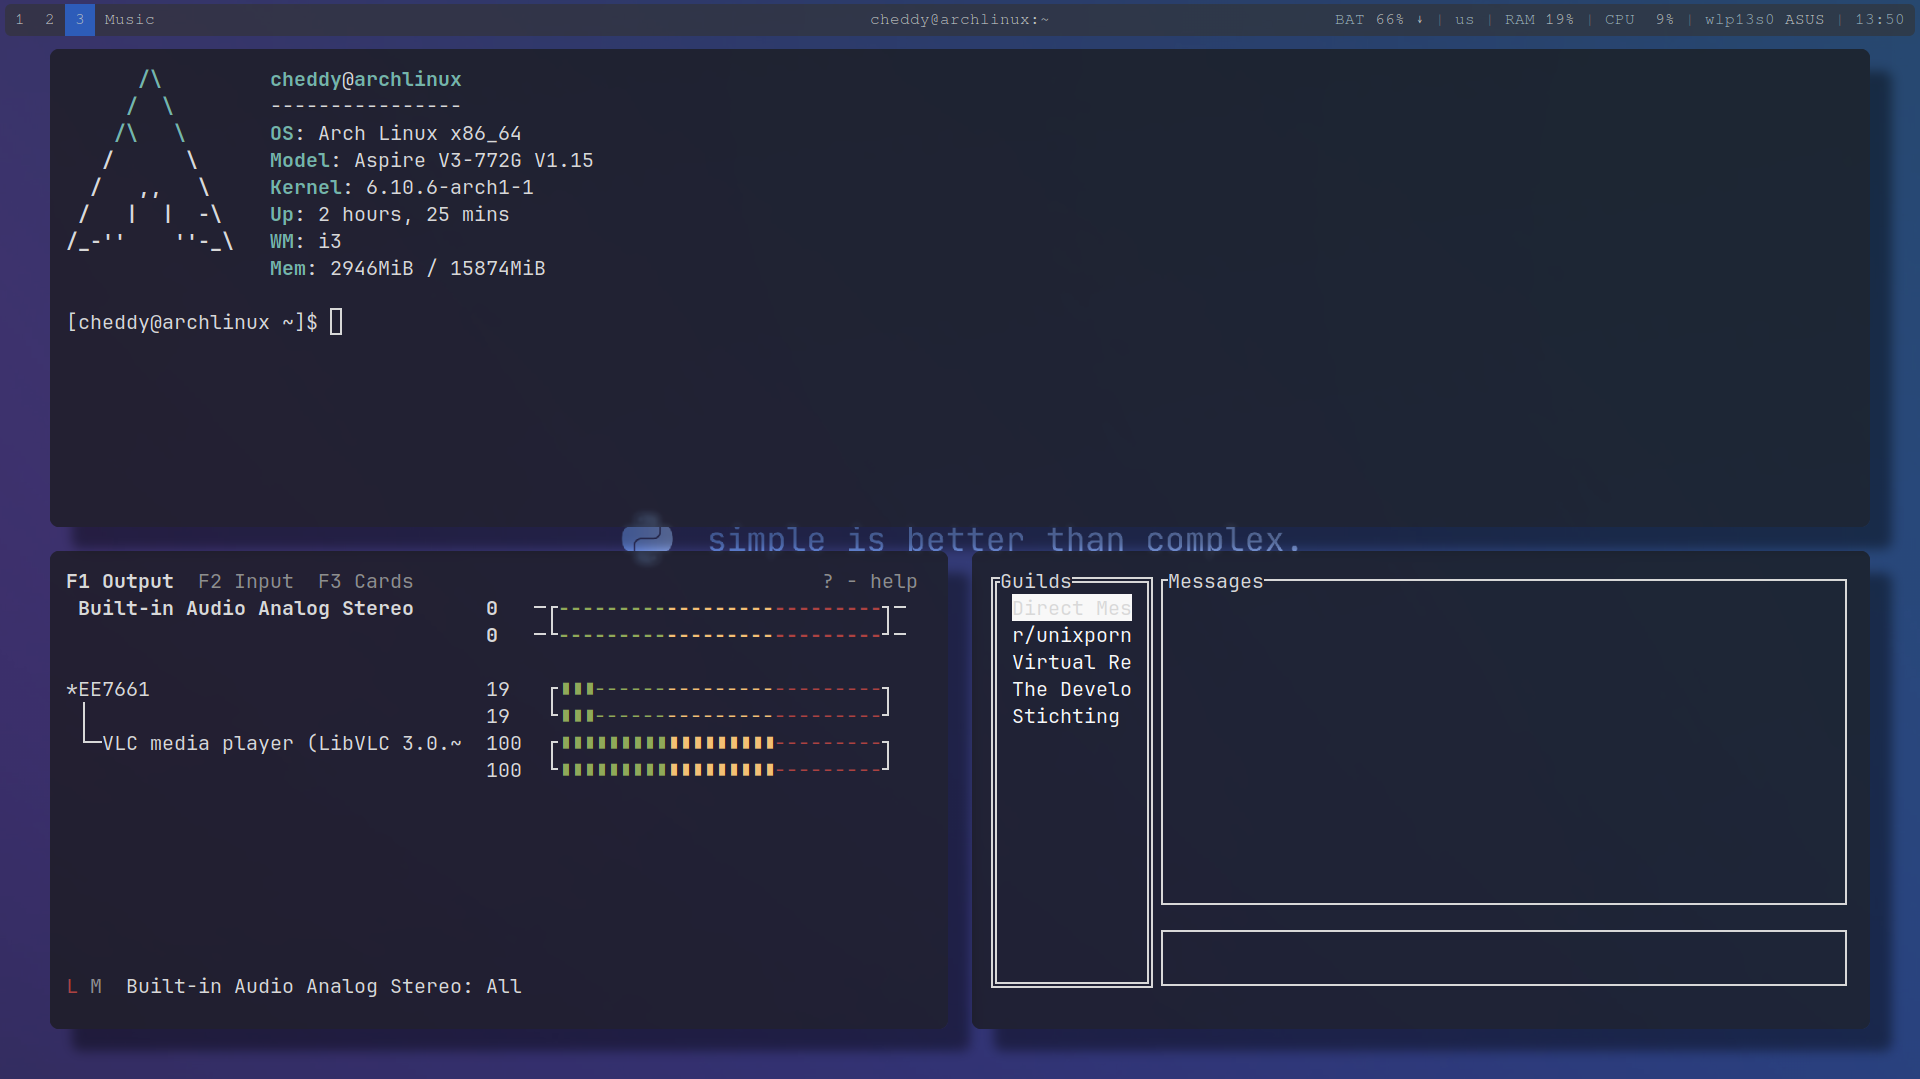 1 2 3 Music
cheddy@archlinux:~
BAT 66% ↓ | us | RAM 19% | CPU 9% | wlp13s0 ASUS | 13:50
cheddy@archlinux
----------------
OS: Arch Linux x86_64
Model: Aspire V3-772G V1.15
Kernel: 6.10.6-arch1-1
Up: 2 hours, 25 mins
WM: i3
Mem: 2946MiB / 15874MiB
[cheddy@archlinux ~]$
simple is better than complex.
F1 Output F2 Input F3 Cards ? - help
Built-in Audio Analog Stereo 0
0
*EE7661 19
19
VLC media player (LibVLC 3.0.~ 100
100
L M Built-in Audio Analog Stereo: All
Guilds
Direct Mes
r/unixporn
Virtual Re
The Develo
Stichting
Messages